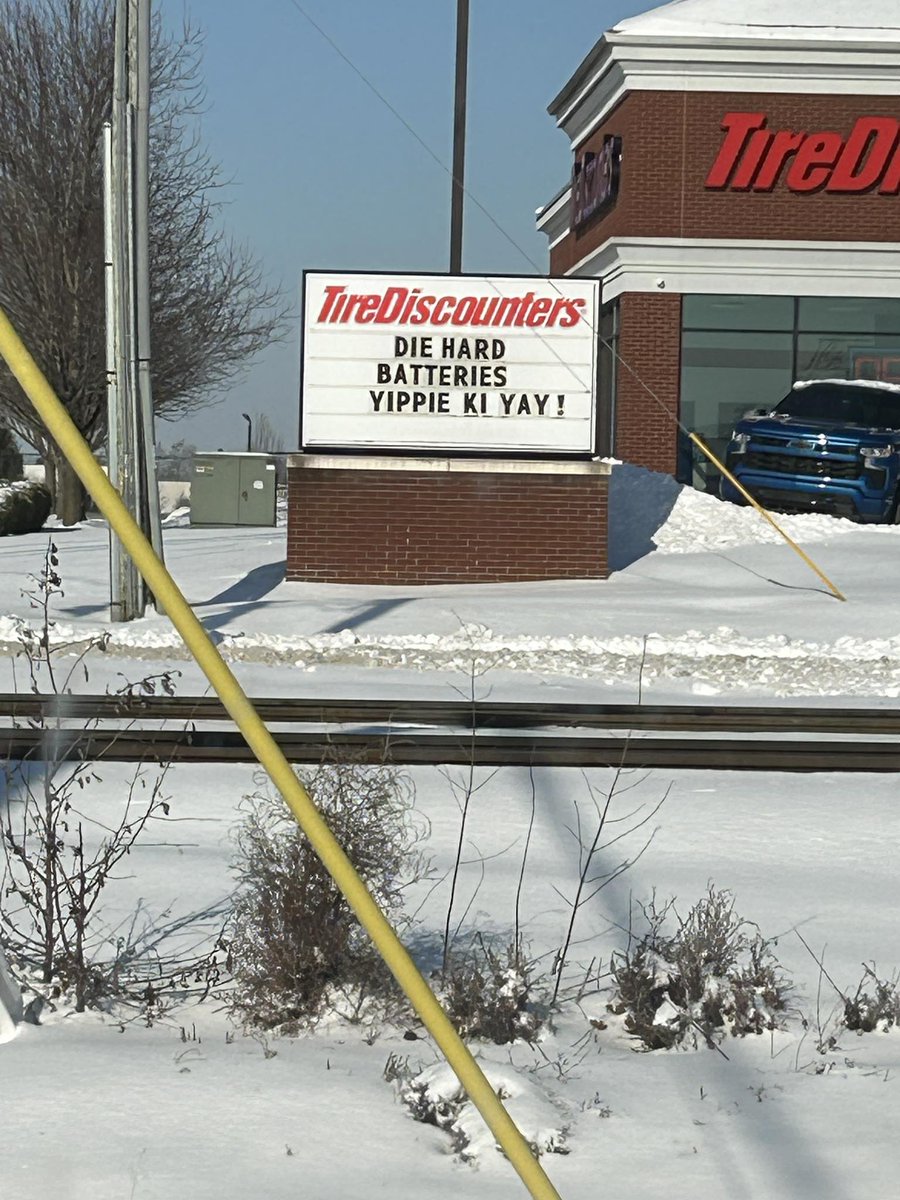 TireD
TireDiscounters
DIE HARD
BATTERIES
YIPPIE KI YAY!